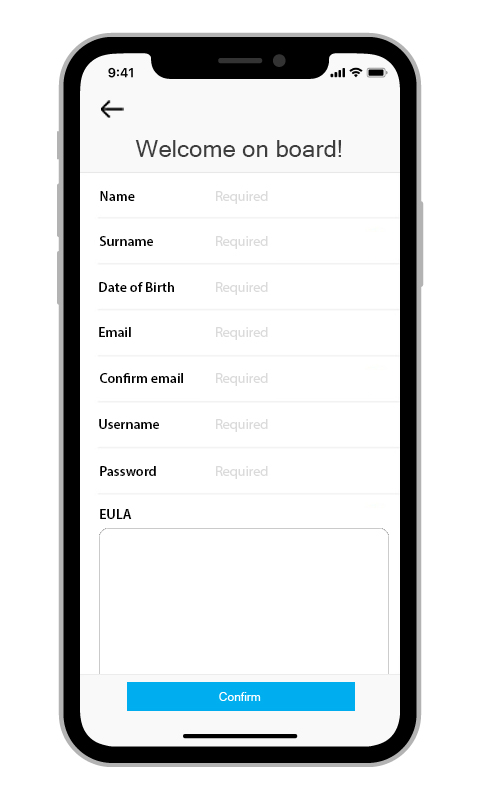 9:41
Welcome on board!
Name Required
Surname Required
Date of Birth Required
Email Required
Confirm email Required
Username Required
Password Required
EULA
Confirm